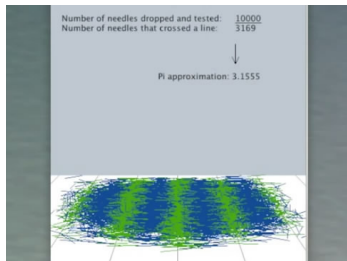 Number of needles dropped and tested: 10000
Number of needles that crossed a line: 3169
Pi approximation: 3.1555